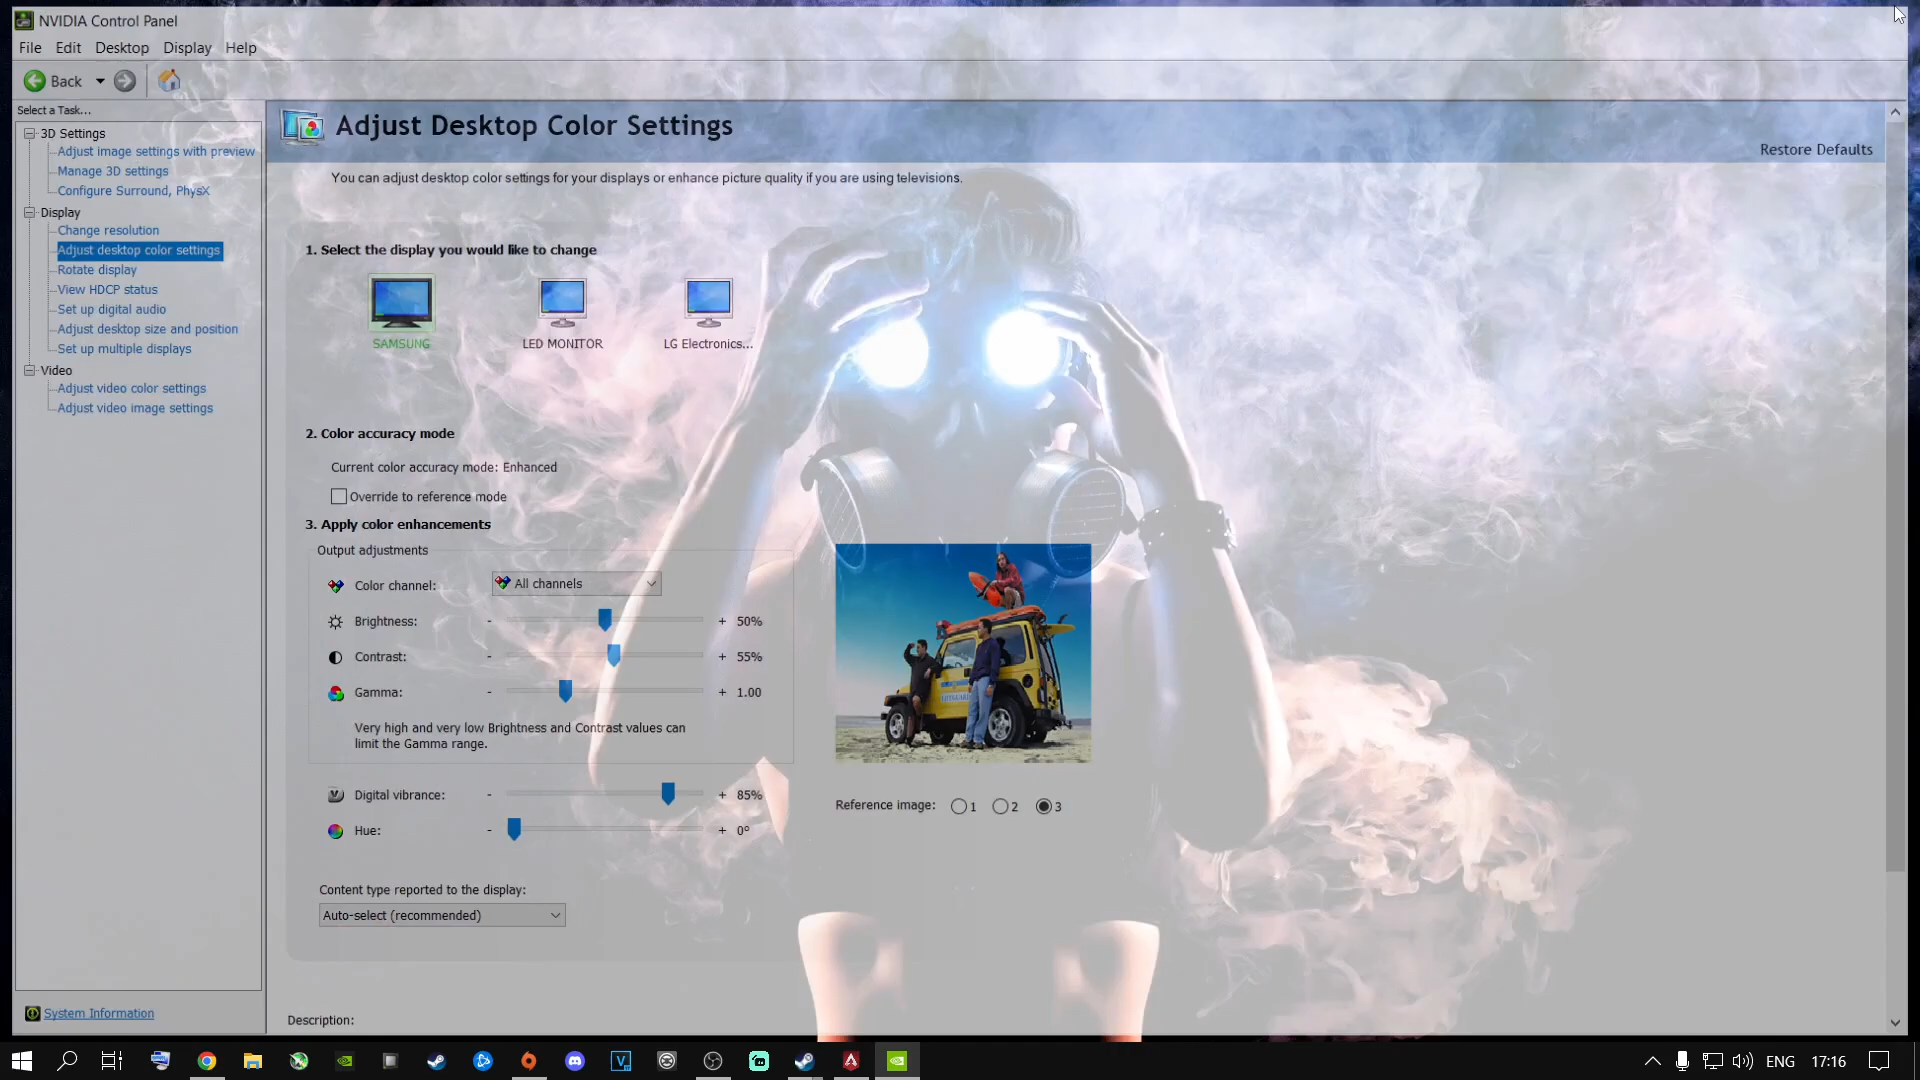 NVIDIA Control Panel
File Edit Desktop Display Help
Back
Select a Task...
3D Settings
Adjust image settings with preview
Manage 3D settings
Configure Surround, PhysX
Display
Change resolution
Adjust desktop color settings
Rotate display
View HDCP status
Set up digital audio
Adjust desktop size and position
Set up multiple displays
Video
Adjust video color settings
Adjust video image settings
System Information
Adjust Desktop Color Settings
Restore Defaults
You can adjust desktop color settings for your displays or enhance picture quality if you are using televisions.
1. Select the display you would like to change
SAMSUNG LED MONITOR LG Electronics...
2. Color accuracy mode
Current color accuracy mode: Enhanced
Override to reference mode
3. Apply color enhancements
Output adjustments
Color channel: All channels
Brightness: - + 50%
Contrast: - + 55%
Gamma: - + 1.00
Very high and very low Brightness and Contrast values can
limit the Gamma range.
Digital vibrance: - + 85%
Hue: - + 0°
Reference image: 1 2 3
Content type reported to the display:
Auto-select (recommended)
Description:
ENG 17:16